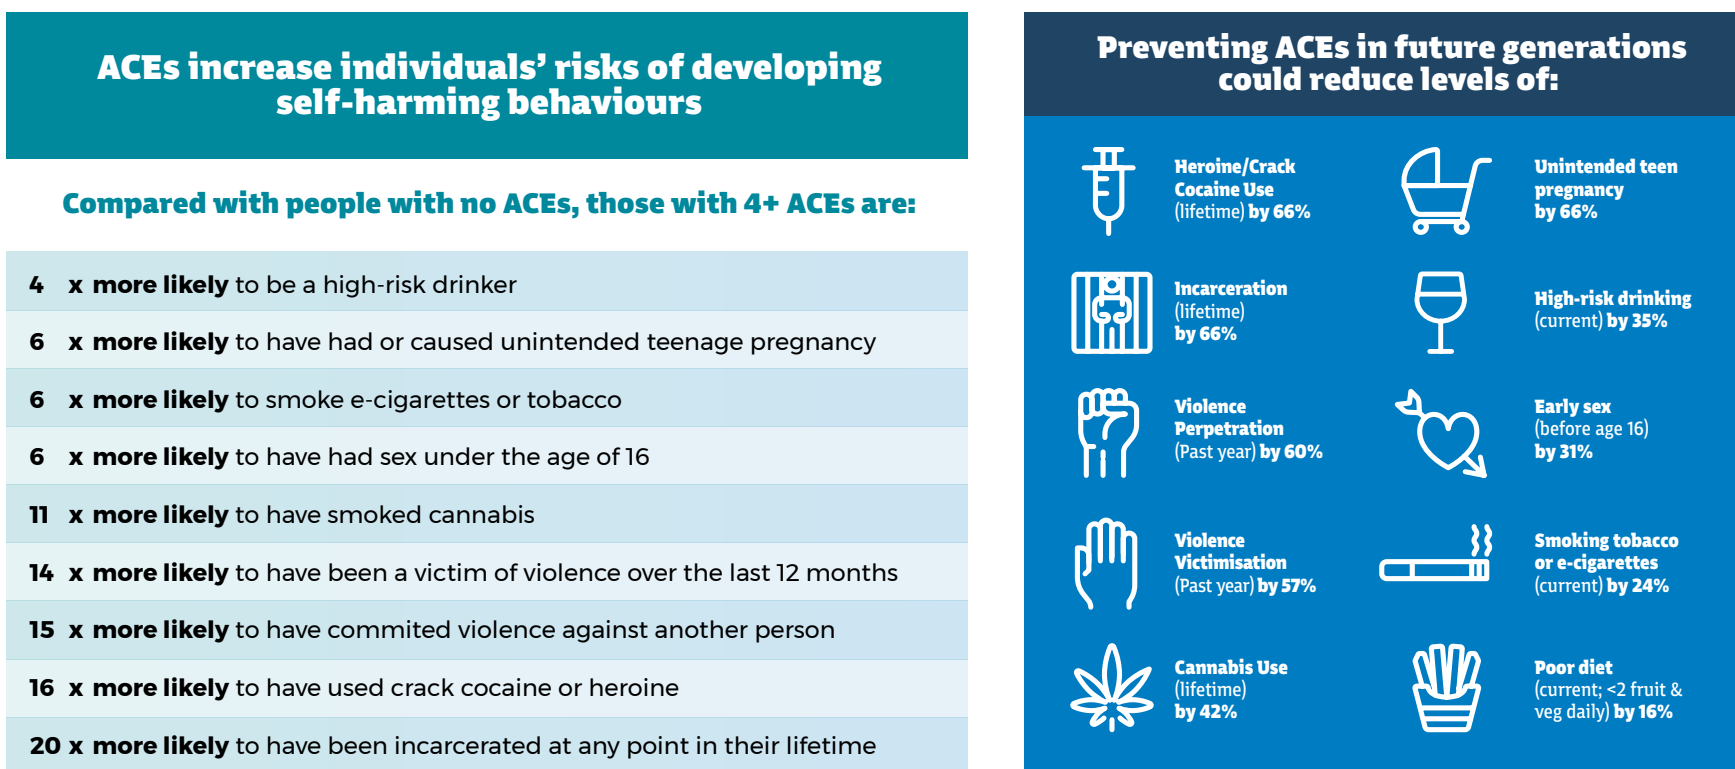 ACEs increase individuals’ risks of developing
self-harming behaviours
Compared with people with no ACEs, those with 4+ ACEs are:
4 x more likely to be a high-risk drinker
6 x more likely to have had or caused unintended teenage pregnancy
6 x more likely to smoke e-cigarettes or tobacco
6 x more likely to have had sex under the age of 16
11 x more likely to have smoked cannabis
14 x more likely to have been a victim of violence over the last 12 months
15 x more likely to have commited violence against another person
16 x more likely to have used crack cocaine or heroine
20 x more likely to have been incarcerated at any point in their lifetime
Preventing ACEs in future generations
could reduce levels of:
Heroine/Crack
Cocaine Use
(lifetime) by 66%
Unintended teen
pregnancy
by 66%
Incarceration
(lifetime)
by 66%
High-risk drinking
(current) by 35%
Violence
Perpetration
(Past year) by 60%
Early sex
(before age 16)
by 31%
Violence
Victimisation
(Past year) by 57%
Smoking tobacco
or e-cigarettes
(current) by 24%
Cannabis Use
(lifetime)
by 42%
Poor diet
(current; <2 fruit &
veg daily) by 16%